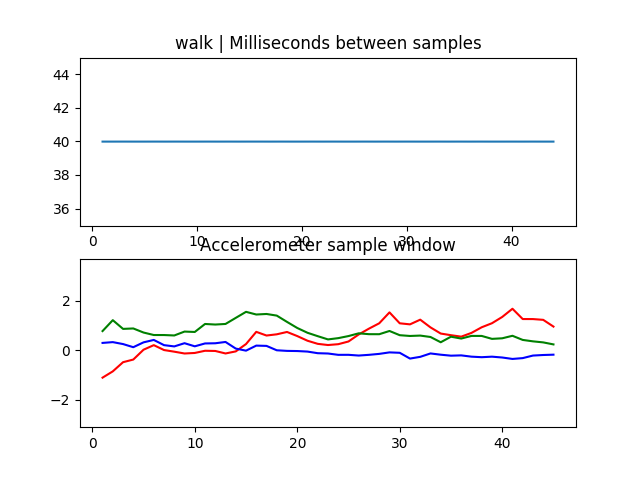 walk | Milliseconds between samples
44
42
40
38
36
0 10 20 30 40
Accelerometer sample window
2
0
−2
0 10 20 30 40